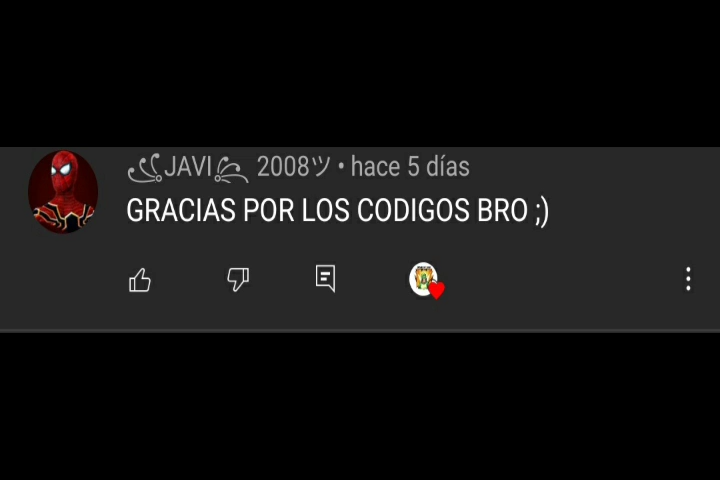 ꧁JAVI꧂ 2008ツ • hace 5 días
GRACIAS POR LOS CODIGOS BRO ;)